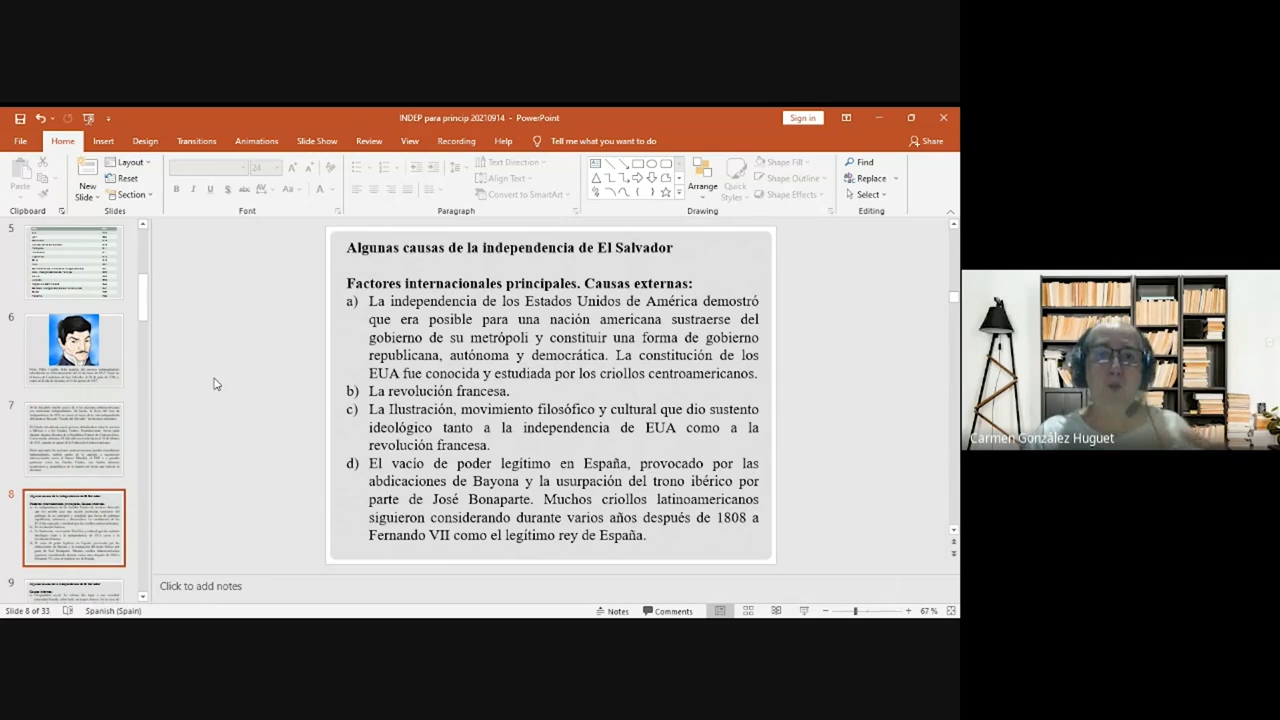 INDEP para princip 20210914 - PowerPoint
Sign in
File Home Insert Design Transitions Animations Slide Show Review View Recording Help Tell me what you want to do Share
Paste
New Slide
Layout
Reset
Section
24
Text Direction
Align Text
Convert to SmartArt
Arrange
Quick Styles
Shape Fill
Shape Outline
Shape Effects
Find
Replace
Select
Clipboard Slides Font Paragraph Drawing Editing
5
6
7
8
9
Algunas causas de la independencia de El Salvador
Factores internacionales principales. Causas externas:
a) La independencia de los Estados Unidos de América demostró
que era posible para una nación americana sustraerse del
gobierno de su metrópoli y constituir una forma de gobierno
republicana, autónoma y democrática. La constitución de los
EUA fue conocida y estudiada por los criollos centroamericanos.
b) La revolución francesa.
c) La Ilustración, movimiento filosófico y cultural que dio sustento
ideológico tanto a la independencia de EUA como a la
revolución francesa.
d) El vacío de poder legítimo en España, provocado por las
abdicaciones de Bayona y la usurpación del trono ibérico por
parte de José Bonaparte. Muchos criollos latinoamericanos
siguieron considerando durante varios años después de 1808 a
Fernando VII como el legítimo rey de España.
Click to add notes
Slide 8 of 33 Spanish (Spain) Notes Comments 67 %
Carmen González Huguet